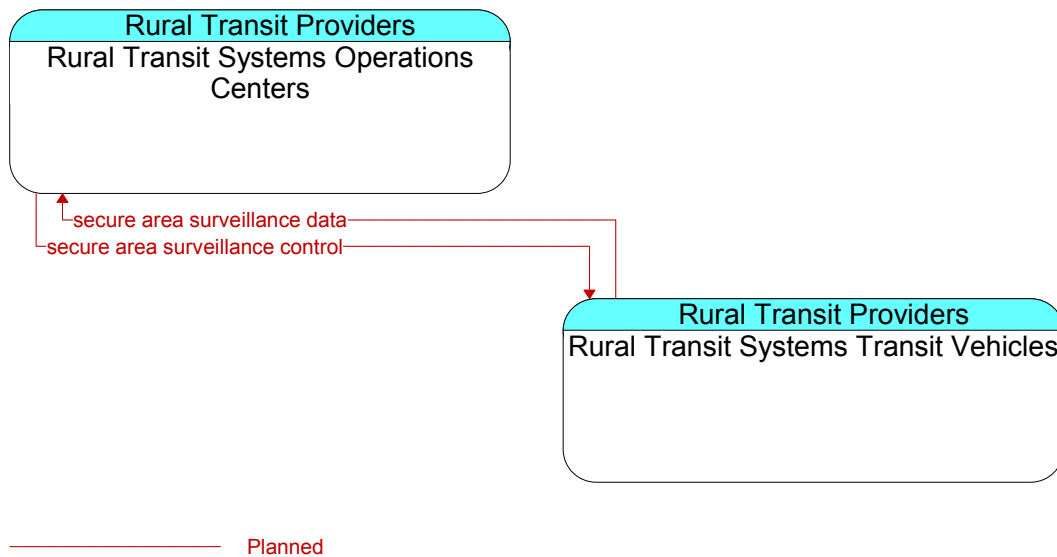 Rural Transit Providers
Rural Transit Systems Operations
Centers
secure area surveillance data
secure area surveillance control
Rural Transit Providers
Rural Transit Systems Transit Vehicles
Planned